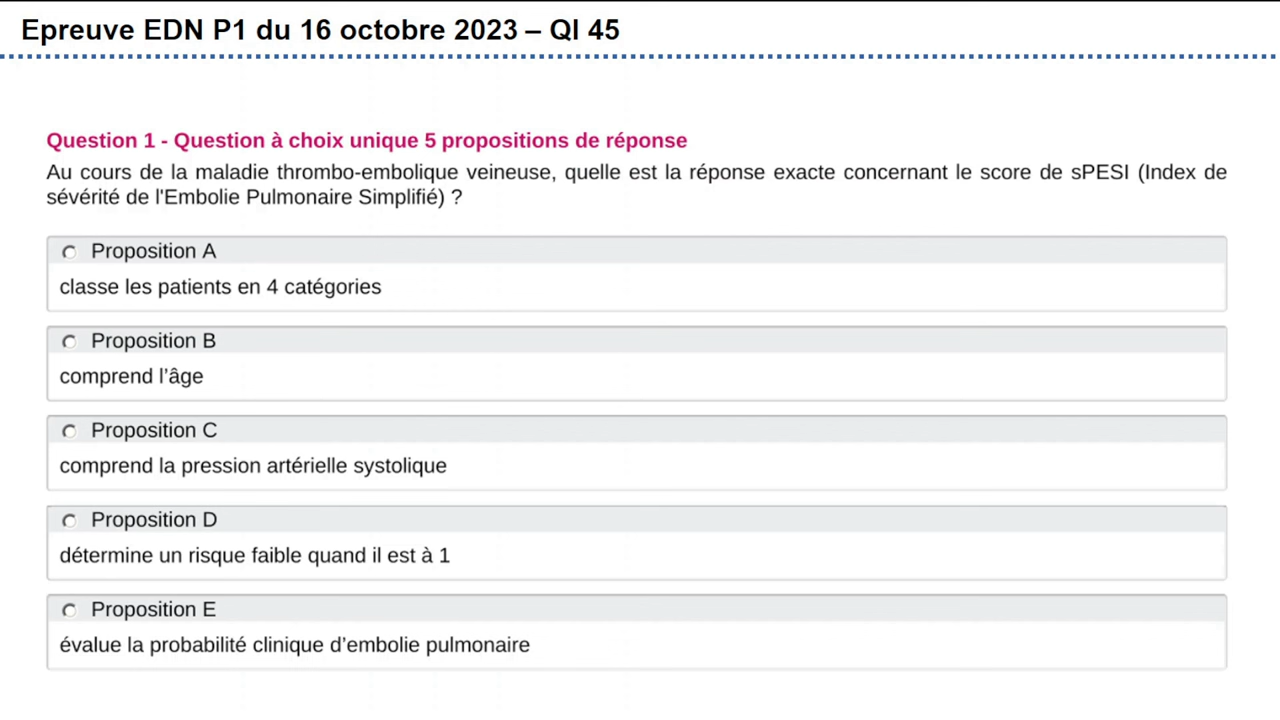 Epreuve EDN P1 du 16 octobre 2023 – QI 45
Question 1 - Question à choix unique 5 propositions de réponse
Au cours de la maladie thrombo-embolique veineuse, quelle est la réponse exacte concernant le score de sPESI (Index de
sévérité de l'Embolie Pulmonaire Simplifié) ?
Proposition A
classe les patients en 4 catégories
Proposition B
comprend l’âge
Proposition C
comprend la pression artérielle systolique
Proposition D
détermine un risque faible quand il est à 1
Proposition E
évalue la probabilité clinique d’embolie pulmonaire